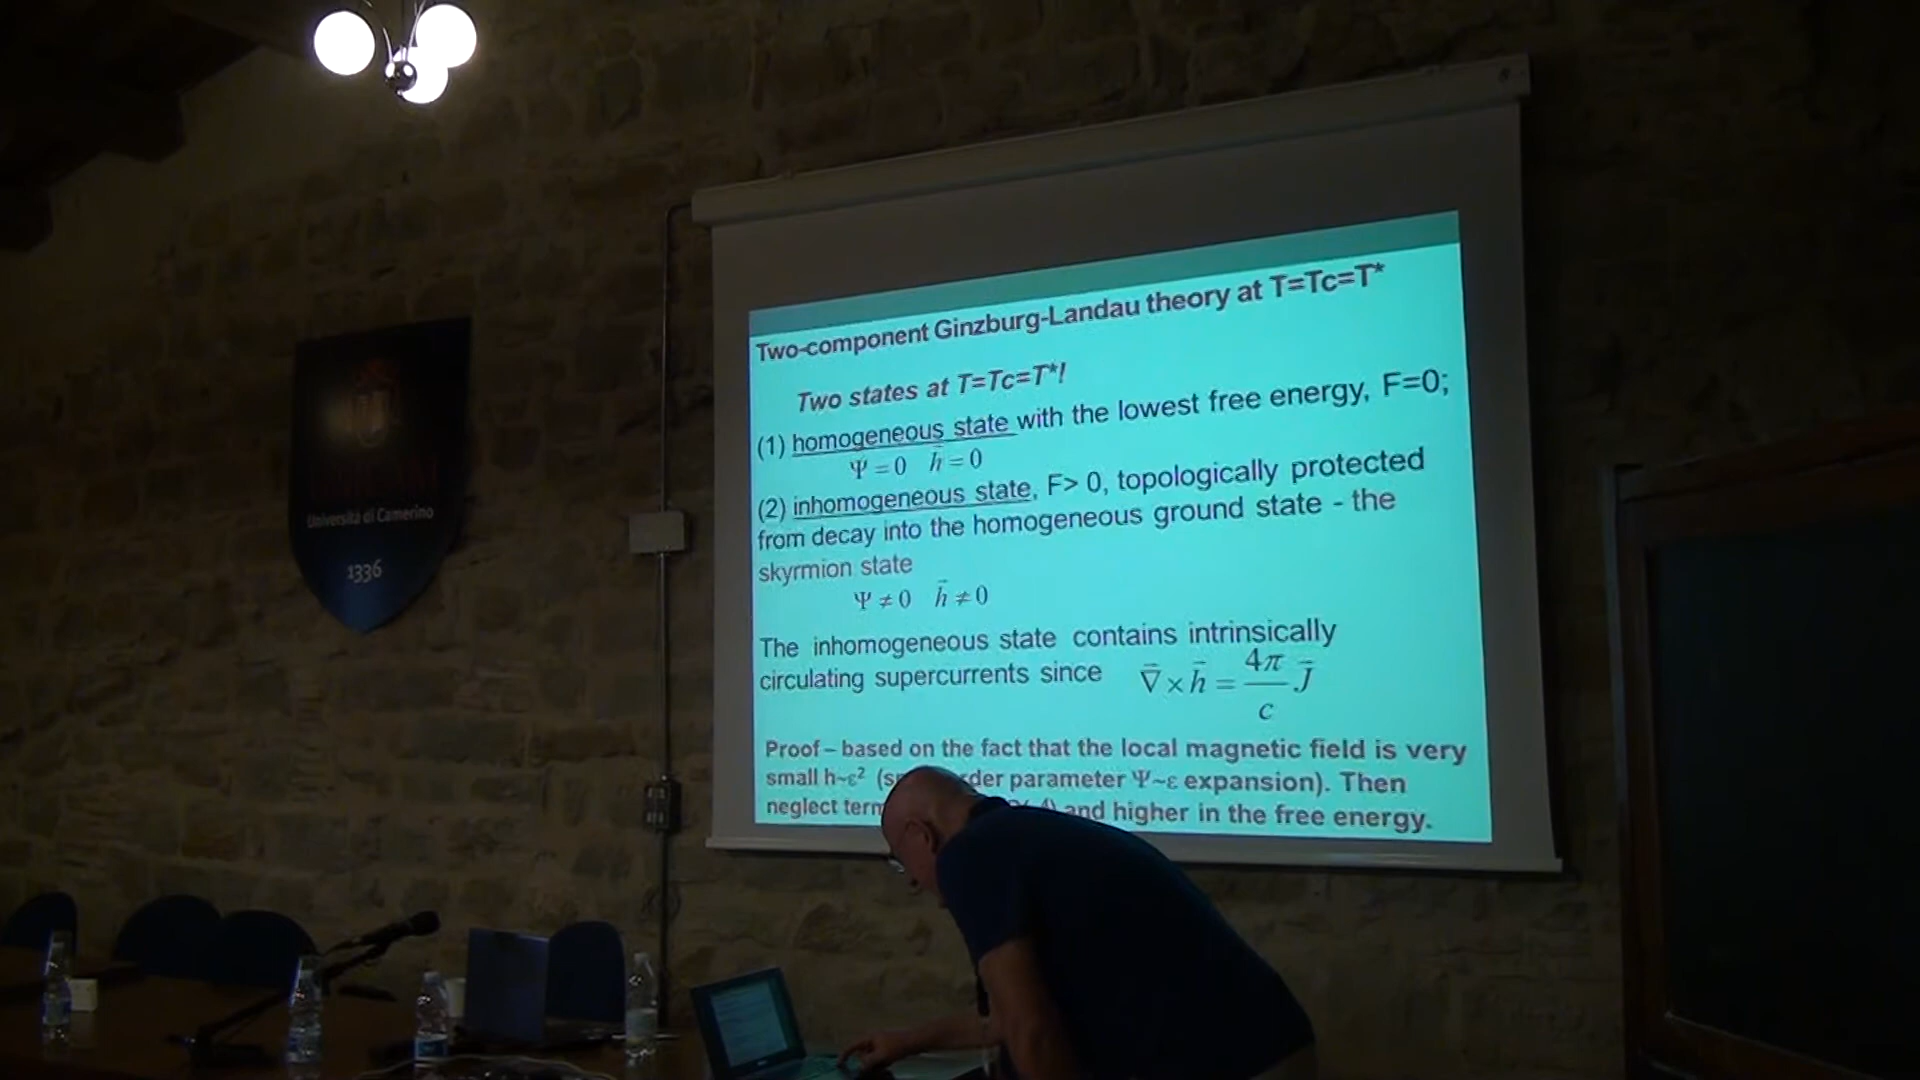 Two-component Ginzburg-Landau theory at T=Tc=T*
Two states at T=Tc=T*!
(1) homogeneous state with the lowest free energy, F=0;
Ψ = 0 h = 0
(2) inhomogeneous state, F> 0, topologically protected
from decay into the homogeneous ground state - the
skyrmion state
Ψ ≠ 0 h⃗ ≠ 0
The inhomogeneous state contains intrinsically
circulating supercurrents since ∇⃗ × h⃗ = 4π/c J⃗
Proof – based on the fact that the local magnetic field is very
small h~ε² parameter Ψ~ε expansion). Then
neglect and higher in the free energy.
Università di Camerino
1336